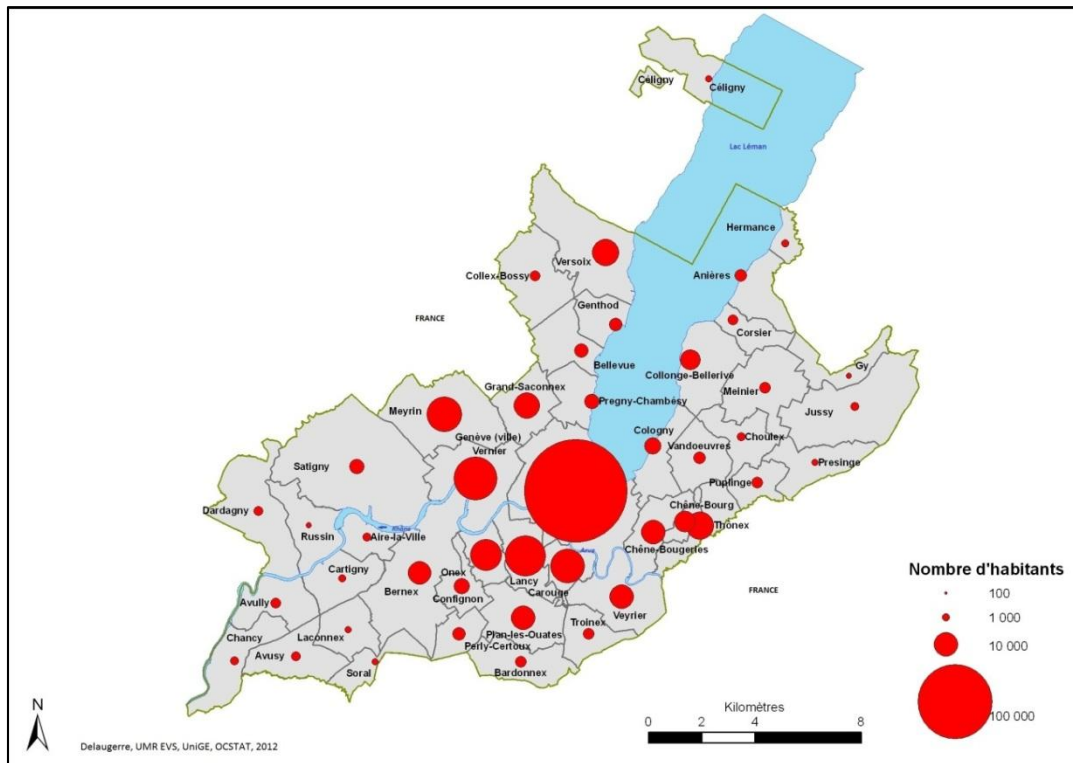 Céligny
Céligny
Lac Léman
Hermance
Versoix
Collex-Bossy
Anières
Genthod
FRANCE
Corsier
Bellevue
Gy
Collonge-Bellerive
Grand-Saconnex
Meinier
Pregny-Chambésy
Jussy
Meyrin
Genève (ville)
Cologny
Choulex
Vandoeuvres
Vernier
Presinge
Satigny
Puplinge
Chêne-Bourg
Dardagny
Thônex
Russin
Rhône
Aire-la-Ville
Chêne-Bougeries
Arve
Onex
Lancy
Cartigny
Carouge
Bernex
Confignon
FRANCE
Avully
Veyrier
Troinex
Laconnex
Plan-les-Ouates
Chancy
Perly-Certoux
Avusy
Soral
Bardonnex
Nombre d'habitants
100
1 000
10 000
100 000
N
Kilomètres
0 2 4 8
Delaugerre, UMR EVS, UniGE, OCSTAT, 2012